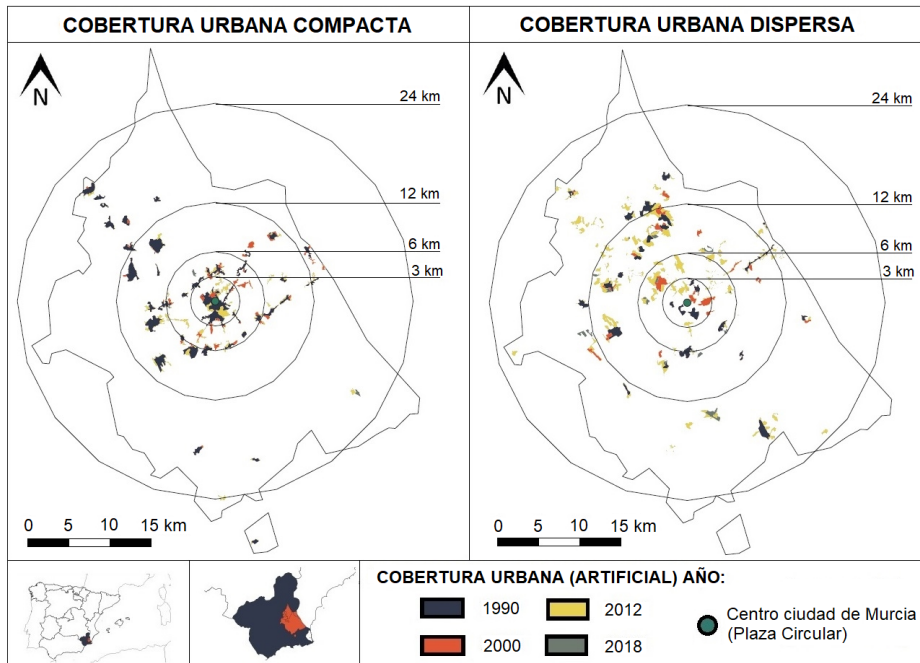 COBERTURA URBANA COMPACTA
COBERTURA URBANA DISPERSA
N
24 km
12 km
6 km
3 km
0 5 10 15 km
N
24 km
12 km
6 km
3 km
0 5 10 15 km
COBERTURA URBANA (ARTIFICIAL) AÑO:
1990
2012
2000
2018
Centro ciudad de Murcia
(Plaza Circular)